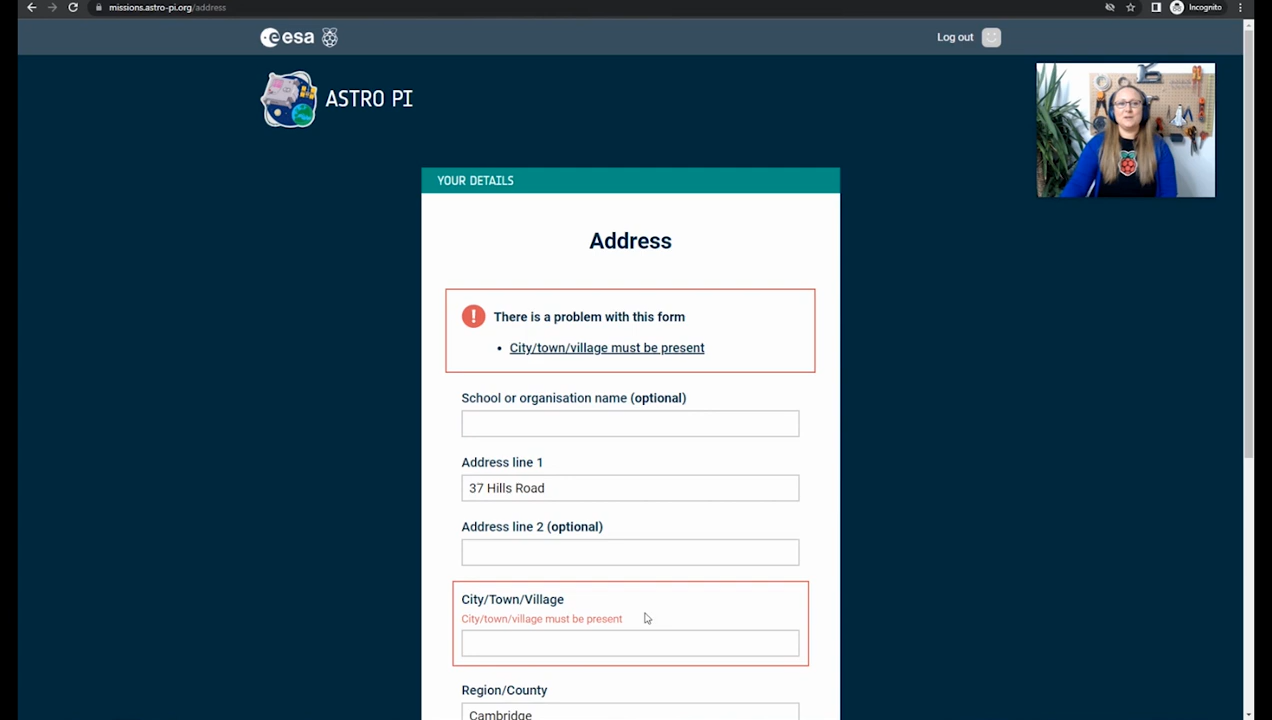 missions.astro-pi.org/address
Incognito
esa
Log out
ASTRO PI
YOUR DETAILS
Address
There is a problem with this form
• City/town/village must be present
School or organisation name (optional)
Address line 1
37 Hills Road
Address line 2 (optional)
City/Town/Village
City/town/village must be present
Region/County
Cambridge